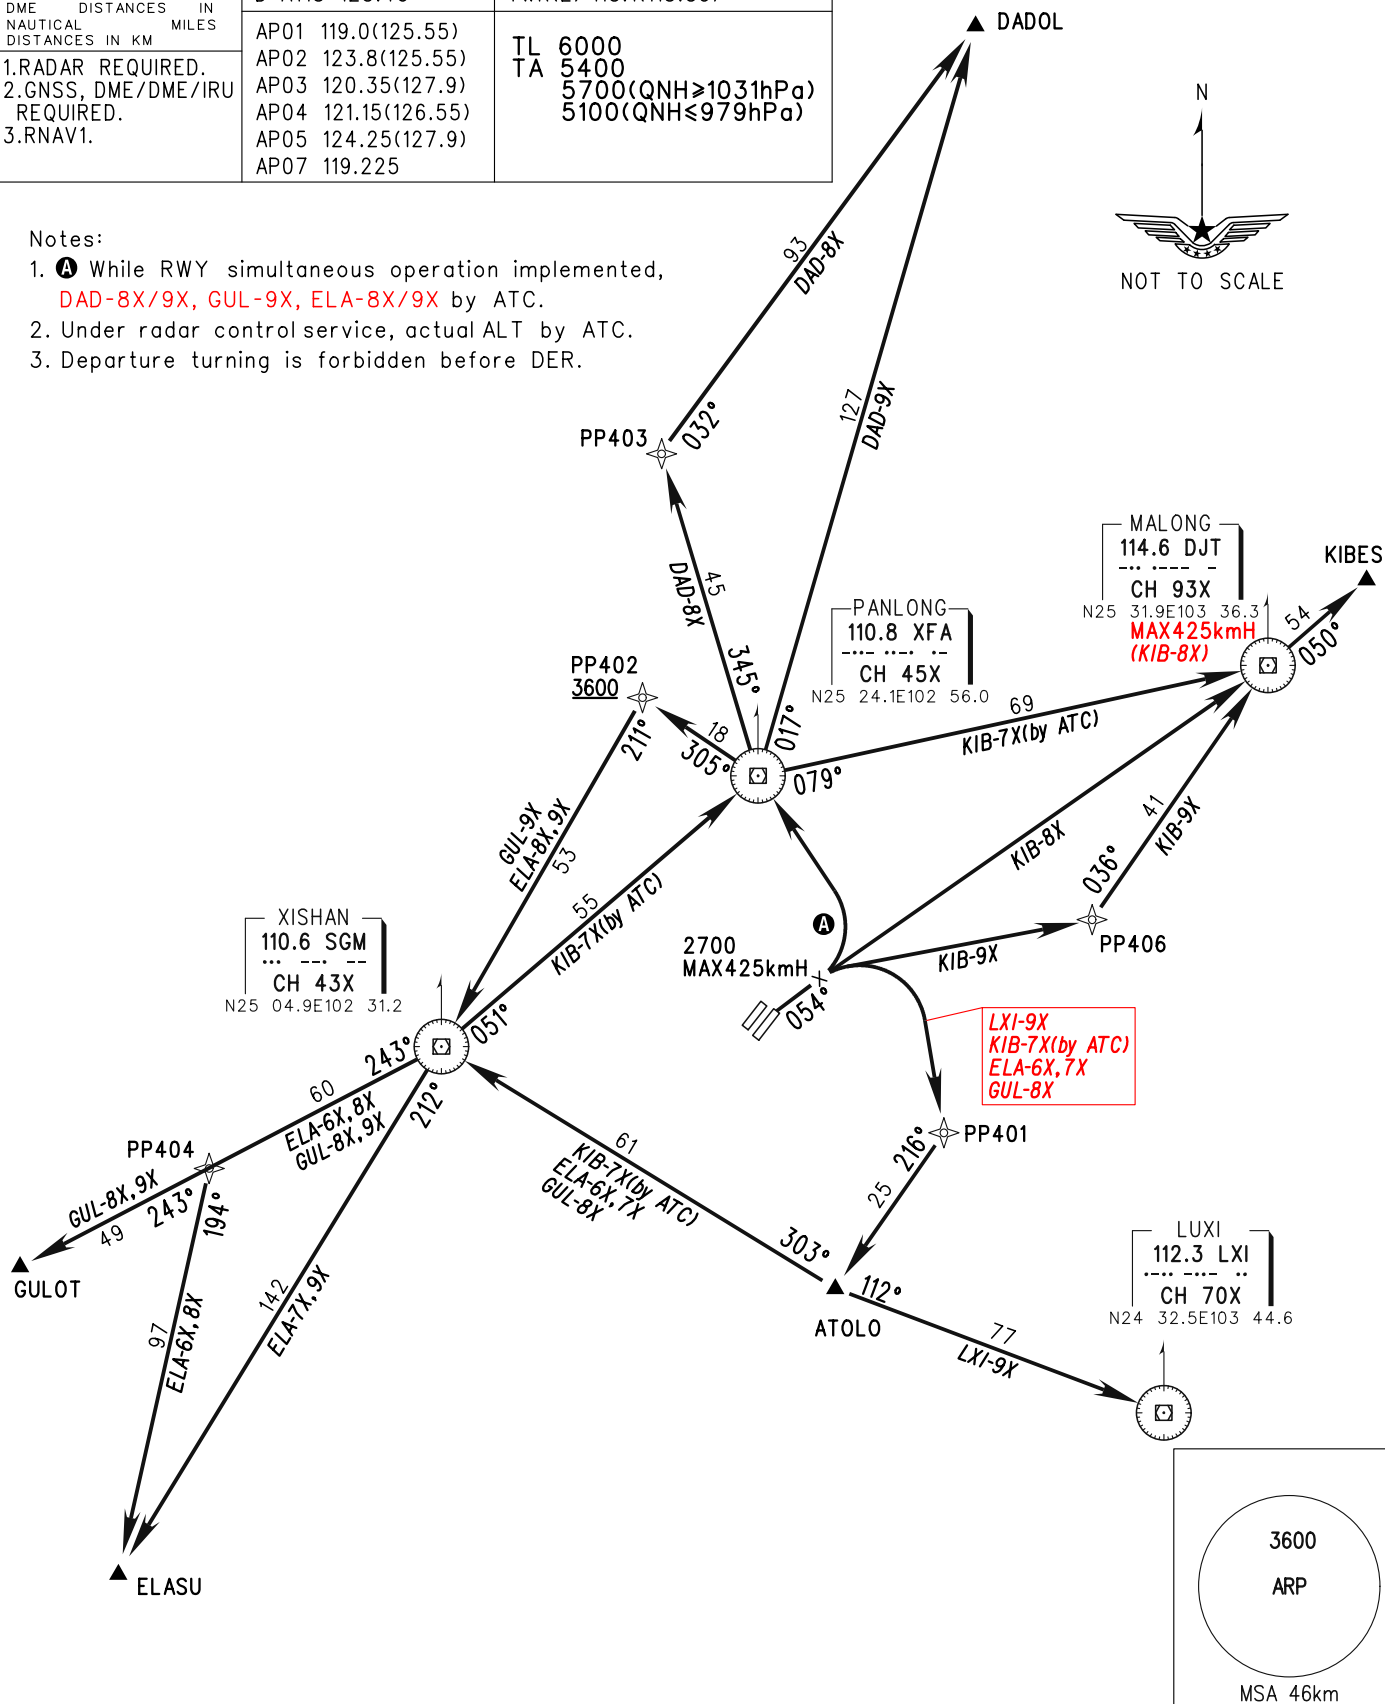 DME DISTANCES IN
NAUTICAL MILES
DISTANCES IN KM
1.RADAR REQUIRED.
2.GNSS, DME/DME/IRU
REQUIRED.
3.RNAV1.
AP01 119.0(125.55)
AP02 123.8(125.55)
AP03 120.35(127.9)
AP04 121.15(126.55)
AP05 124.25(127.9)
AP07 119.225
TL 6000
TA 5400
5700(QNH≥1031hPa)
5100(QNH≤979hPa)
DADOL
N
NOT TO SCALE
Notes:
1. A While RWY simultaneous operation implemented,
DAD-8X/9X, GUL-9X, ELA-8X/9X by ATC.
2. Under radar control service, actual ALT by ATC.
3. Departure turning is forbidden before DER.
93
DAD-8X
127
DAD-9X
PP403
032°
45
DAD-8X
345°
017°
MALONG
114.6 DJT
CH 93X
N25 31.9E103 36.3
MAX425kmH
(KIB-8X)
KIBES
54
050°
PANLONG
110.8 XFA
CH 45X
N25 24.1E102 56.0
PP402
3600
211°
18
305°
079°
69
KIB-7X(by ATC)
KIB-8X
41
KIB-9X
036°
PP406
KIB-9X
GUL-9X
ELA-8X,9X
53
55
KIB-7X(by ATC)
A
2700
MAX425kmH
054°
XISHAN
110.6 SGM
CH 43X
N25 04.9E102 31.2
051°
243°
212°
LXI-9X
KIB-7X(by ATC)
ELA-6X,7X
GUL-8X
60
ELA-6X,8X
GUL-8X,9X
PP404
GUL-8X,9X
243°
49
194°
GULOT
PP401
216°
25
61
KIB-7X(by ATC)
ELA-6X,7X
GUL-8X
303°
112°
ATOLO
77
LXI-9X
LUXI
112.3 LXI
CH 70X
N24 32.5E103 44.6
97
ELA-6X,8X
142
ELA-7X,9X
ELASU
3600
ARP
MSA 46km